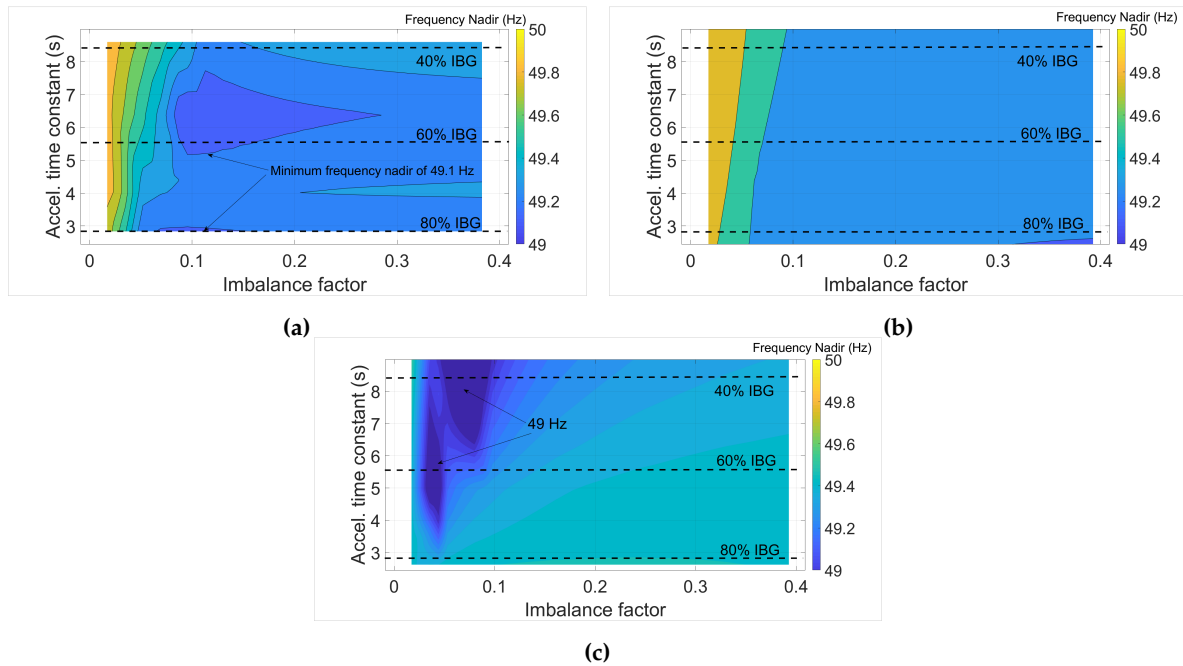 Frequency Nadir (Hz)
Accel. time constant (s)
8
7
6
5
4
3
40% IBG
60% IBG
Minimum frequency nadir of 49.1 Hz
80% IBG
0
0.1
0.2
0.3
0.4
Imbalance factor
50
49.8
49.6
49.4
49.2
49
(a)
Frequency Nadir (Hz)
Accel. time constant (s)
8
7
6
5
4
3
40% IBG
60% IBG
80% IBG
0
0.1
0.2
0.3
0.4
Imbalance factor
50
49.8
49.6
49.4
49.2
49
(b)
Frequency Nadir (Hz)
Accel. time constant (s)
8
7
6
5
4
3
40% IBG
49 Hz
60% IBG
80% IBG
0
0.1
0.2
0.3
0.4
Imbalance factor
50
49.8
49.6
49.4
49.2
49
(c)